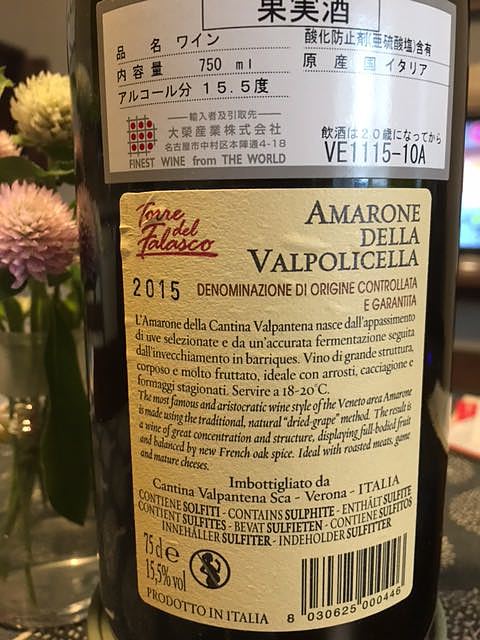 果実酒
品 名 ワイン
酸化防止剤(亜硫酸塩)含有
内容量 750 ml
原 産 国 イタリア
アルコール分 15.5度
輸入者及引取先
大榮産業株式会社
名古屋市中村区本陣通4-18
飲酒は20歳になってから
FINEST WINE from THE WORLD
VE1115-10A
Torre
del
Falasco
AMARONE
DELLA
VALPOLICELLA
2015
DENOMINAZIONE DI ORIGINE CONTROLLATA
E GARANTITA
L'Amarone della Cantina Valpantena nasce dall'appassimento
di uve selezionate e da un'accurata fermentazione seguita
dall'invecchiamento in barriques. Vino di grande struttura,
corposo e molto fruttato, ideale con arrosti, cacciagione e
formaggi stagionati. Servire a 18-20°C.
The most famous and aristocratic wine style of the Veneto area Amarone
is made using the traditional, natural "dried-grape" method. The result is
a wine of great concentration and structure, displaying full-bodied fruit
and balanced by new French oak spice. Ideal with roasted meats, game
and mature cheeses.
Imbottigliato da
Cantina Valpantena Sca - Verona - ITALIA
CONTIENE SOLFITI - CONTAINS SULPHITE - ENTHÄLT SULFITE
CONTIENT SULFITES - BEVAT SULFIETEN - CONTIENE SULFITOS
INNEHÅLLER SULFITER - INDEHOLDER SULFITTER
75 cl e
15,5% vol
PRODOTTO IN ITALIA
8 030625 000446